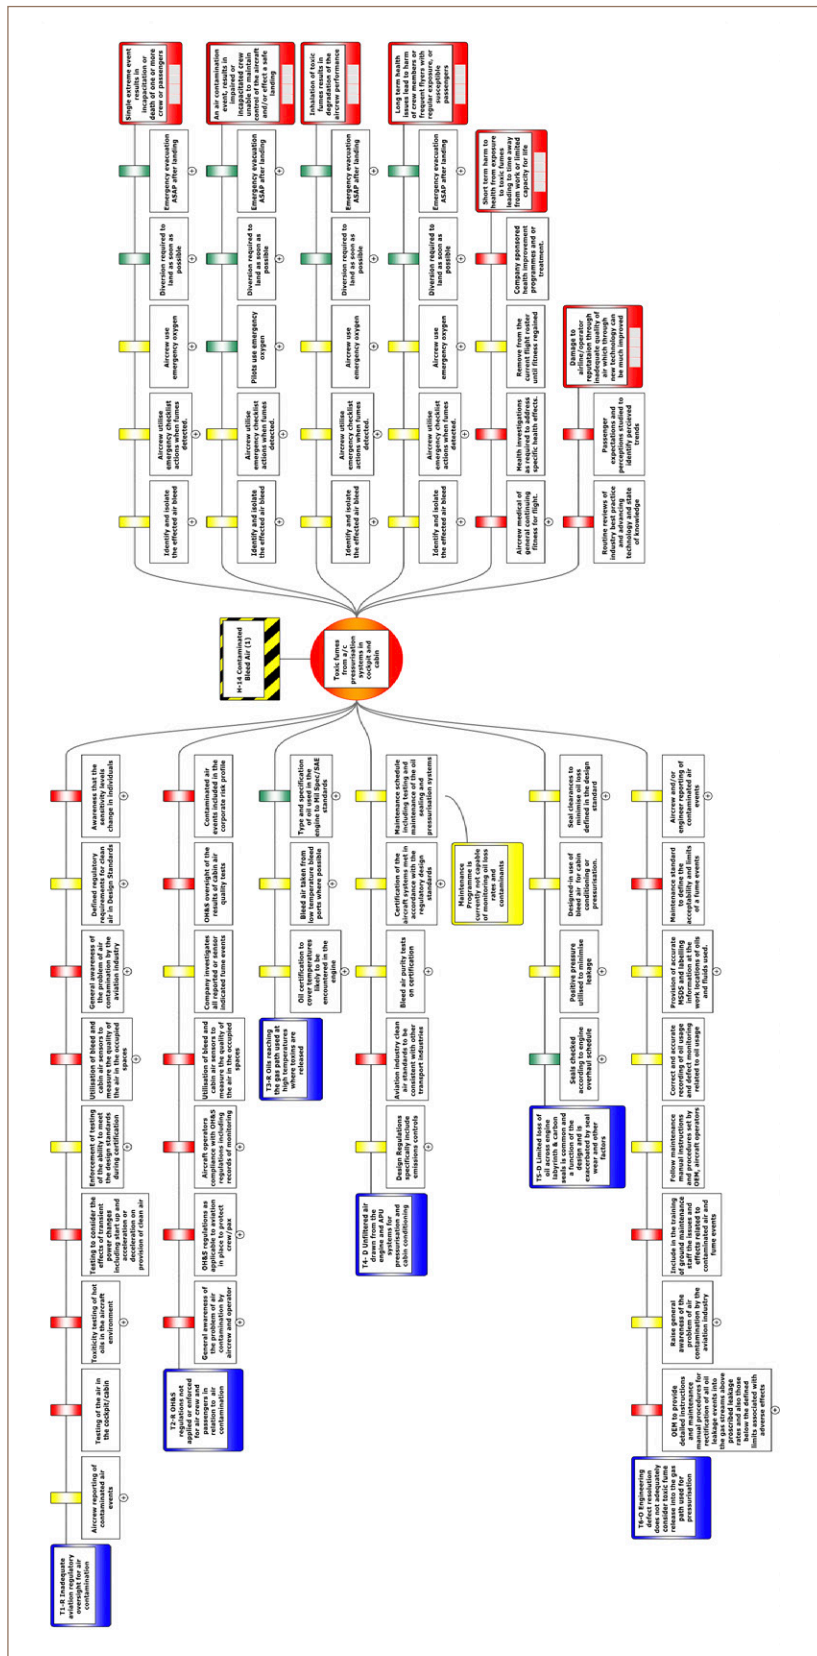 T1-R Inadequate
aviation regulatory
oversight for air
contamination
Aircrew reporting of
contaminated air
events
Testing of the air in
the cockpit/cabin
Toxiticity testing of hot
oils in the aircraft
environment
Testing to consider the
effects of transient
power changes
including start up and
acceleration or
deceleration on
provision of clean air
Enforcement of testing
of the ability to meet
the design standards
during certification
Utilisation of bleed and
cabin air sensors to
measure the quality of
the air in the occupied
spaces
General awareness of
the problem of air
contamination by the
aviation industry
Defined regulatory
requirements for clean
air in Design Standards
Awareness that the
sensitivity levels
change in individuals
T2-R OH&S
regulations not
applied or enforced
for air crew and
passengers in
relation to air
contamination
General awareness of
the problem of air
contamination by
aircrew and operator
OH&S regulations as
applicable to aviation
in place to protect
crew/pax
Aircraft operators
compliance with OH&S
regulations including
records of monitoring
Utilisation of bleed and
cabin air sensors to
measure the quality of
the air in the occupied
spaces
Company investigates
all reported or sensor
indicated fume events
OH&S oversight of the
results of cabin air
quality tests
Contaminated air
events included in the
corporate risk profile
T3-R Oils reaching
the gas path used at
high temperatures
where toxins are
released
Oil certification to
cover temperatures
likely to be
encountered in the
engine
Bleed air taken from
low temperature bleed
ports where possible
Type and specification
of oil used in the
engine to Mil Spec/SAE
standards
T4- D Unfiltered air
drawn from the
engine and APU
systems for
pressurisation and
cabin conditioning
Design Regulations
specifically include
emissions controls
Aviation industry clean
air standards to be
consistent with other
transport industries
Bleed air purity tests
on certification
Certification of the
aircraft systems met in
accordance with the
regulatory design
standards
Maintenance schedule
including testing and
maintenance of the oil
sealing and
pressurisation systems
Maintenance
Programme is
currently not capable
of monitoring oil loss
rates and
contaminants
T5-D Limited loss of
oil across engine
labyrinth & carbon
seals is common and
a function of the
design and is
exacerbated by seal
wear and other
factors
Seals checked
according to engine
overhaul schedule
Positive pressure
utilised to minimise
leakage
Designed-in use of
bleed air for cabin
conditioning or
pressurisation.
Seal clearences to
minimise oil loss
defined in the design
standard
T6-D Engineering
defect resolution
does not adequately
consider toxic fume
release into the gas
path used for
pressurisation
OEM to provide
detailed instructions
and maintenance
manual procedures for
rectification of all oil
leakage events into
the gas streams above
proscribed leakage
rates and also those
below the defined
limits associated with
adverse effects
Raise general
awareness of the
problem of air
contamination by the
aviation industry
Include in the training
of ground maintenance
staff the issues and
effects related to
contaminated air and
fume events
Follow maintenance
manual instructions
and procedures set by
OEM, aircraft operators
Correct and accurate
recording of oil usage
and defect monitoring
related to oil usage
Provision of accurate
MSDS and labelling
information at the
work locations of oils
and fluids used.
Maintenance standard
to define the
acceptability and limits
of a fume events
Aircrew and/or
engineer reporting of
contaminated air
events
H-14 Contaminated
Bleed Air (1)
Toxic fumes
from a/c
pressurisation
systems in
cockpit and
cabin
Identify and isolate
the effected air bleed
Aircrew utilise
emergency checklist
actions when fumes
detected.
Aircrew use
emergency oxygen
Diversion required to
land as soon as
possible
Emergency evacuation
ASAP after landing
Single extreme event
results in
incapacitation or
death of one or more
crew or passengers
Identify and isolate
the effected air bleed
Aircrew utilise
emergency checklist
actions when fumes
detected.
Pilots use emergency
oxygen
Diversion required to
land as soon as
possible
Emergency evacuation
ASAP after landing
An air contamination
event, results in
impaired or
incapacitated crew
unable to maintain
control of the aircraft
and/or effect a safe
landing
Identify and isolate
the effected air bleed
Aircrew utilise
emergency checklist
actions when fumes
detected.
Aircrew use
emergency oxygen
Diversion required to
land as soon as
possible
Emergency evacuation
ASAP after landing
Inhalation of toxic
fumes results in
degradation of the
aircrew performance
Identify and isolate
the effected air bleed
Aircrew utilise
emergency checklist
actions when fumes
detected.
Aircrew use
emergency oxygen
Diversion required to
land as soon as
possible
Emergency evacuation
ASAP after landing
Long term health
issues lead to harm
of crew members or
frequent flyers with
regular exposure, or
susceptible
passengers
Aircrew medical of
general continuing
fitness for flight.
Health investigations
as required to address
specific health effects.
Remove from the
current flight roster
until fitness regained
Company sponsored
health improvement
programmes and or
treatment.
Short term harm to
health from exposure
to toxic fumes
leading to time away
from work or limited
capacity for life
Routine reviews of
industry best practice
and advancing
technology and state
of knowledge
Passenger
expectations and
perceptions studied to
identify percieved
trends
Damage to
airline/operator
reputataion through
inadequate quality of
air which through
new technology can
be much improved